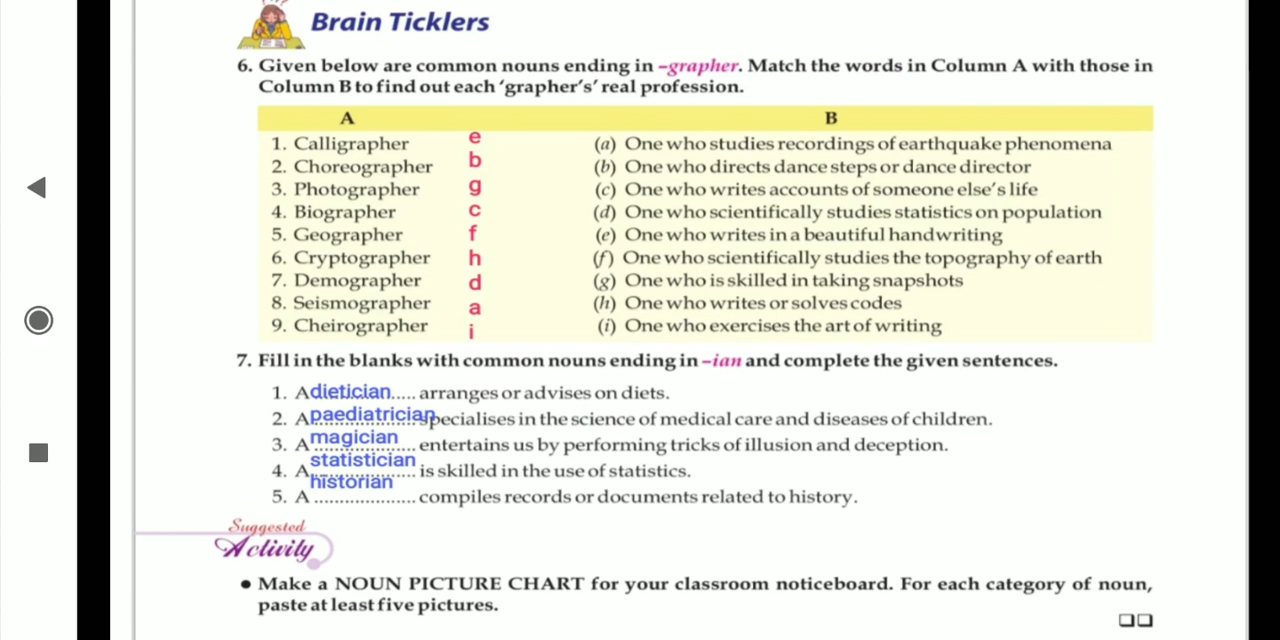 Brain Ticklers
6. Given below are common nouns ending in –grapher. Match the words in Column A with those in
Column B to find out each ‘grapher’s’ real profession.
A B
1. Calligrapher e (a) One who studies recordings of earthquake phenomena
2. Choreographer b (b) One who directs dance steps or dance director
3. Photographer g (c) One who writes accounts of someone else’s life
4. Biographer c (d) One who scientifically studies statistics on population
5. Geographer f (e) One who writes in a beautiful handwriting
6. Cryptographer h (f) One who scientifically studies the topography of earth
7. Demographer d (g) One who is skilled in taking snapshots
8. Seismographer a (h) One who writes or solves codes
9. Cheirographer i (i) One who exercises the art of writing
7. Fill in the blanks with common nouns ending in –ian and complete the given sentences.
1. A dietician..... arranges or advises on diets.
2. A paediatrician specialises in the science of medical care and diseases of children.
3. A magician entertains us by performing tricks of illusion and deception.
4. A statistician is skilled in the use of statistics.
historian
5. A .................... compiles records or documents related to history.
Suggested
Activity
• Make a NOUN PICTURE CHART for your classroom noticeboard. For each category of noun,
paste at least five pictures.